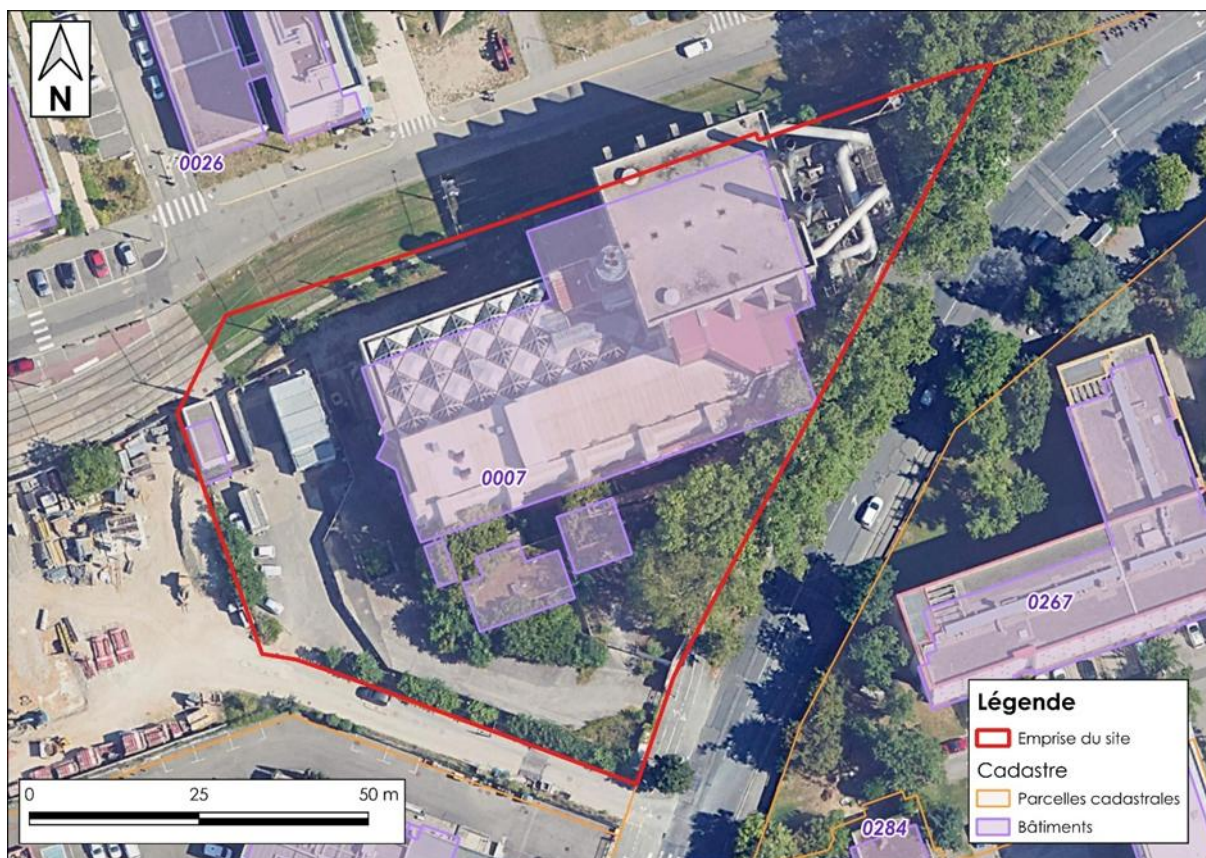 N
0026
0007
0267
0284
0 25 50 m
Légende
Emprise du site
Cadastre
Parcelles cadastrales
Bâtiments